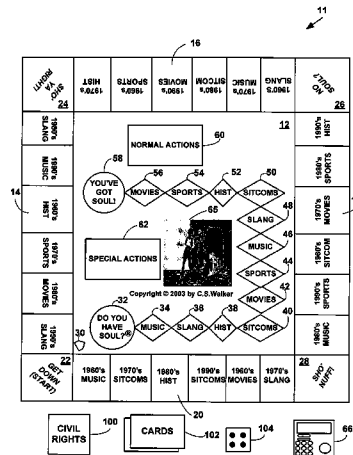 11
16
SHO' YA RIGHT!
24
1970's HIST
1960's SPORTS
1990's MOVIES
1980's SITCOM
1970's MUSIC
1960'S SLANG
NO SOUL?
26
12
NORMAL ACTIONS
60
58
56
54
52
50
YOU'VE GOT SOUL!
MOVIES
SPORTS
HIST
SITCOMS
62
65
48
SLANG
SPECIAL ACTIONS
46
MUSIC
44
SPORTS
Copyright © 2003 by C.S.Walker
42
MOVIES
32
34
36
38
40
DO YOU HAVE SOUL?®
MUSIC
SLANG
HIST
SITCOMS
30
14
1980's SLANG
1990's MUSIC
1960's HIST
1970's SPORTS
1980's MOVIES
1990's SLANG
1990's HIST
1980's SPORTS
1970's MOVIES
1960's SITCOM
1990's SPORTS
1980's MUSIC
22
GET DOWN (START)
1960's MUSIC
1970's SITCOMS
1980's HIST
1990's SITCOMS
1960's MOVIES
1970's SLANG
28
SHO' NUFF!
20
CIVIL RIGHTS
100
CARDS
102
104
66